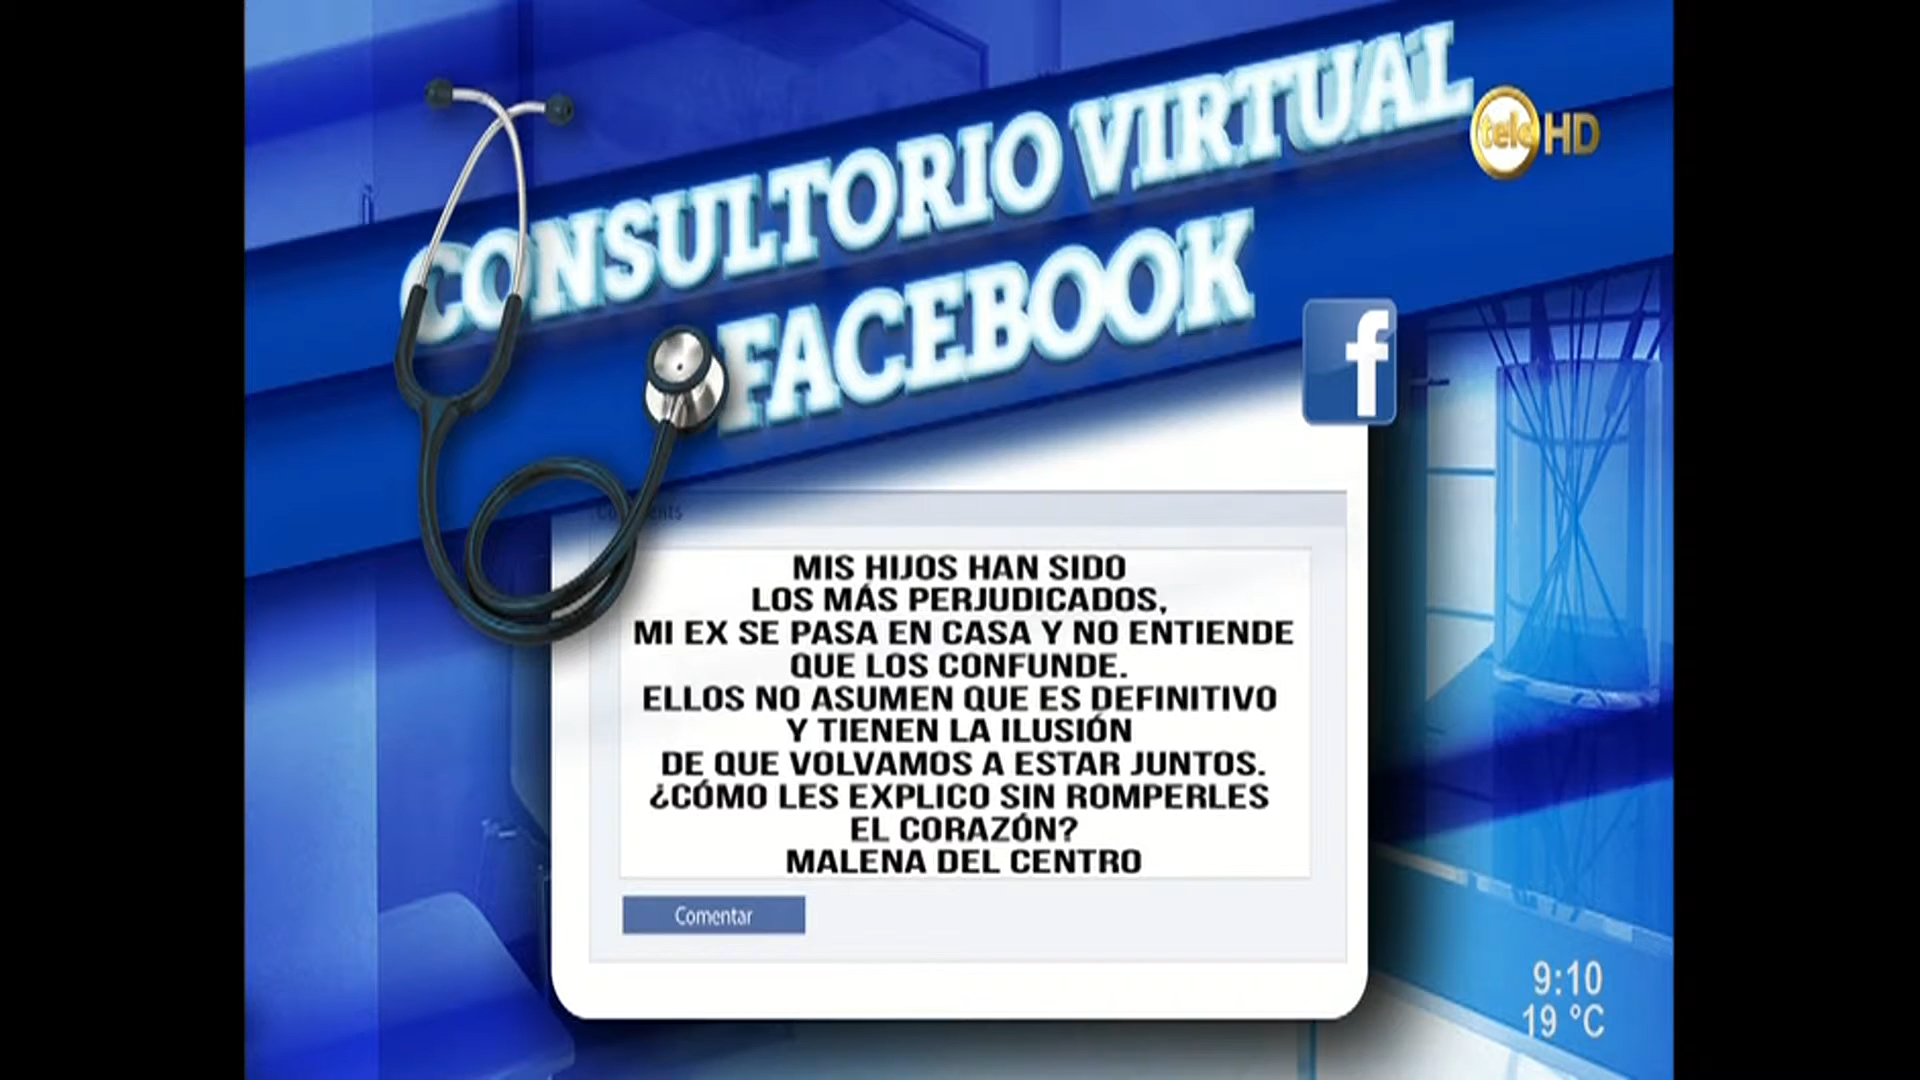 CONSULTORIO VIRTUAL
FACEBOOK
tele HD
f
MIS HIJOS HAN SIDO
LOS MÁS PERJUDICADOS,
MI EX SE PASA EN CASA Y NO ENTIENDE
QUE LOS CONFUNDE.
ELLOS NO ASUMEN QUE ES DEFINITIVO
Y TIENEN LA ILUSIÓN
DE QUE VOLVAMOS A ESTAR JUNTOS.
¿CÓMO LES EXPLICO SIN ROMPERLES
EL CORAZÓN?
MALENA DEL CENTRO
Comentar
9:10
19 °C